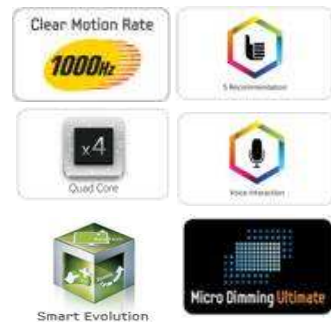 Clear Motion Rate
1000Hz
S Recommendation
x4
Quad Core
Voice Interaction
Smart Evolution
Micro Dimming Ultimate